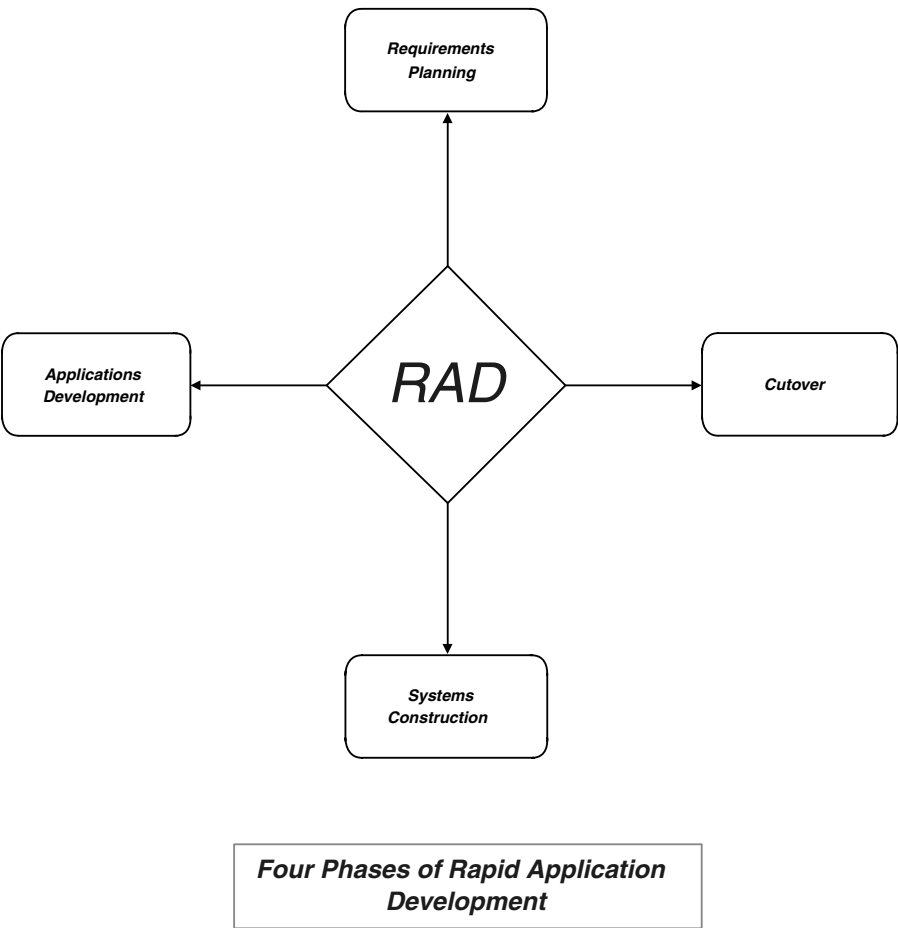 Requirements
Planning
Applications
Development
RAD
Cutover
Systems
Construction
Four Phases of Rapid Application
Development